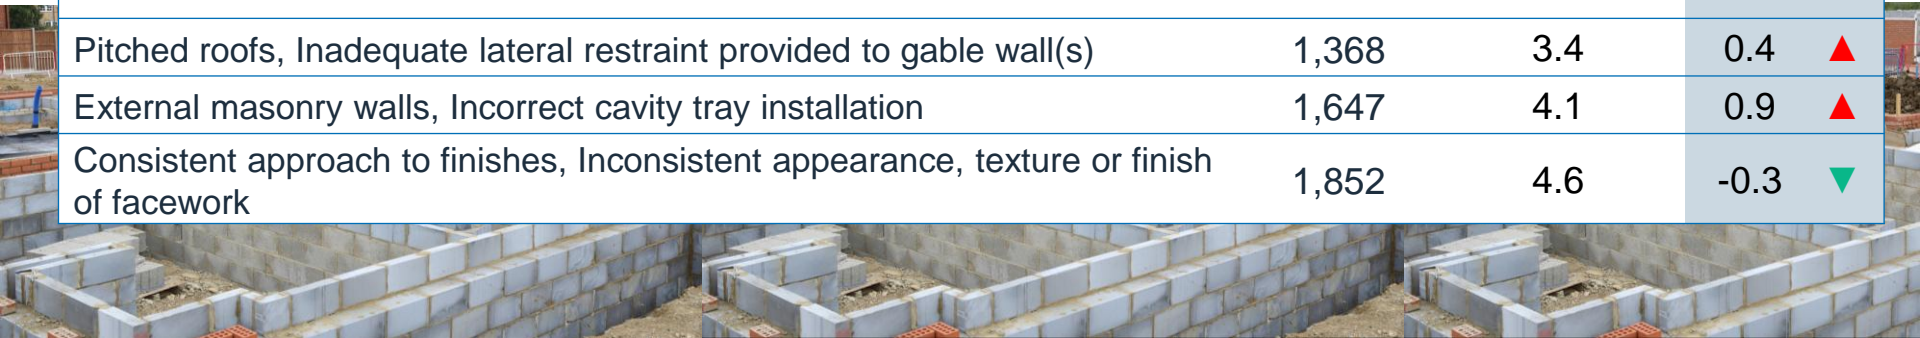 Pitched roofs, Inadequate lateral restraint provided to gable wall(s) 1,368 3.4 0.4 ▲
External masonry walls, Incorrect cavity tray installation 1,647 4.1 0.9 ▲
Consistent approach to finishes, Inconsistent appearance, texture or finish
of facework 1,852 4.6 -0.3 ▼